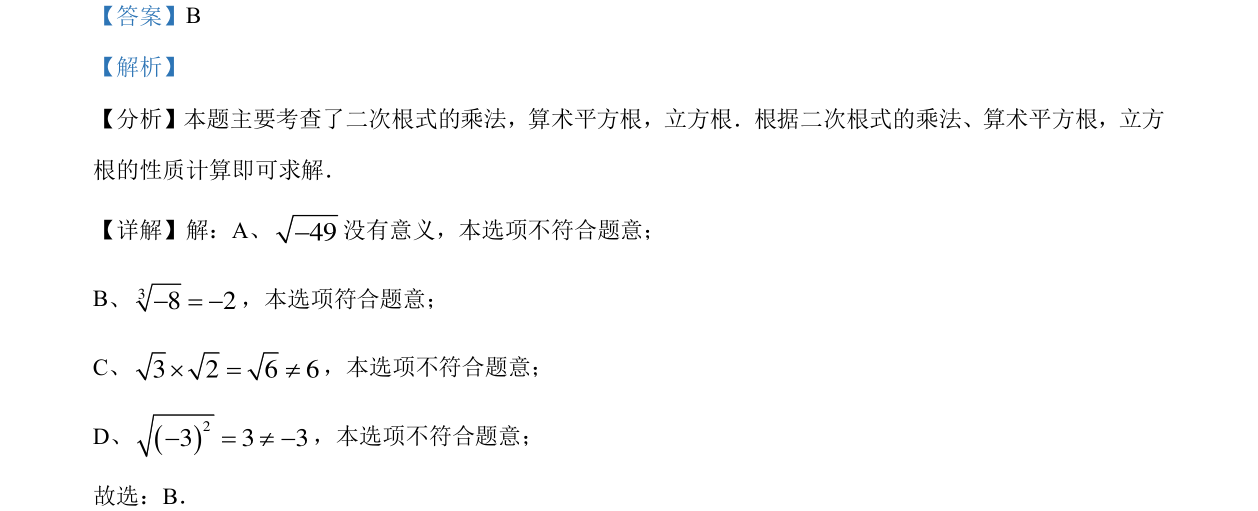 【答案】B
【解析】
【分析】本题主要考查了二次根式的乘法，算术平方根，立方根．根据二次根式的乘法、算术平方根，立方
根的性质计算即可求解．
【详解】解：A、√(−49) 没有意义，本选项不符合题意；
B、∛(−8) = −2，本选项符合题意；
C、√3 × √2 = √6 ≠ 6，本选项不符合题意；
D、√((−3)²) = 3 ≠ −3，本选项不符合题意；
故选：B．